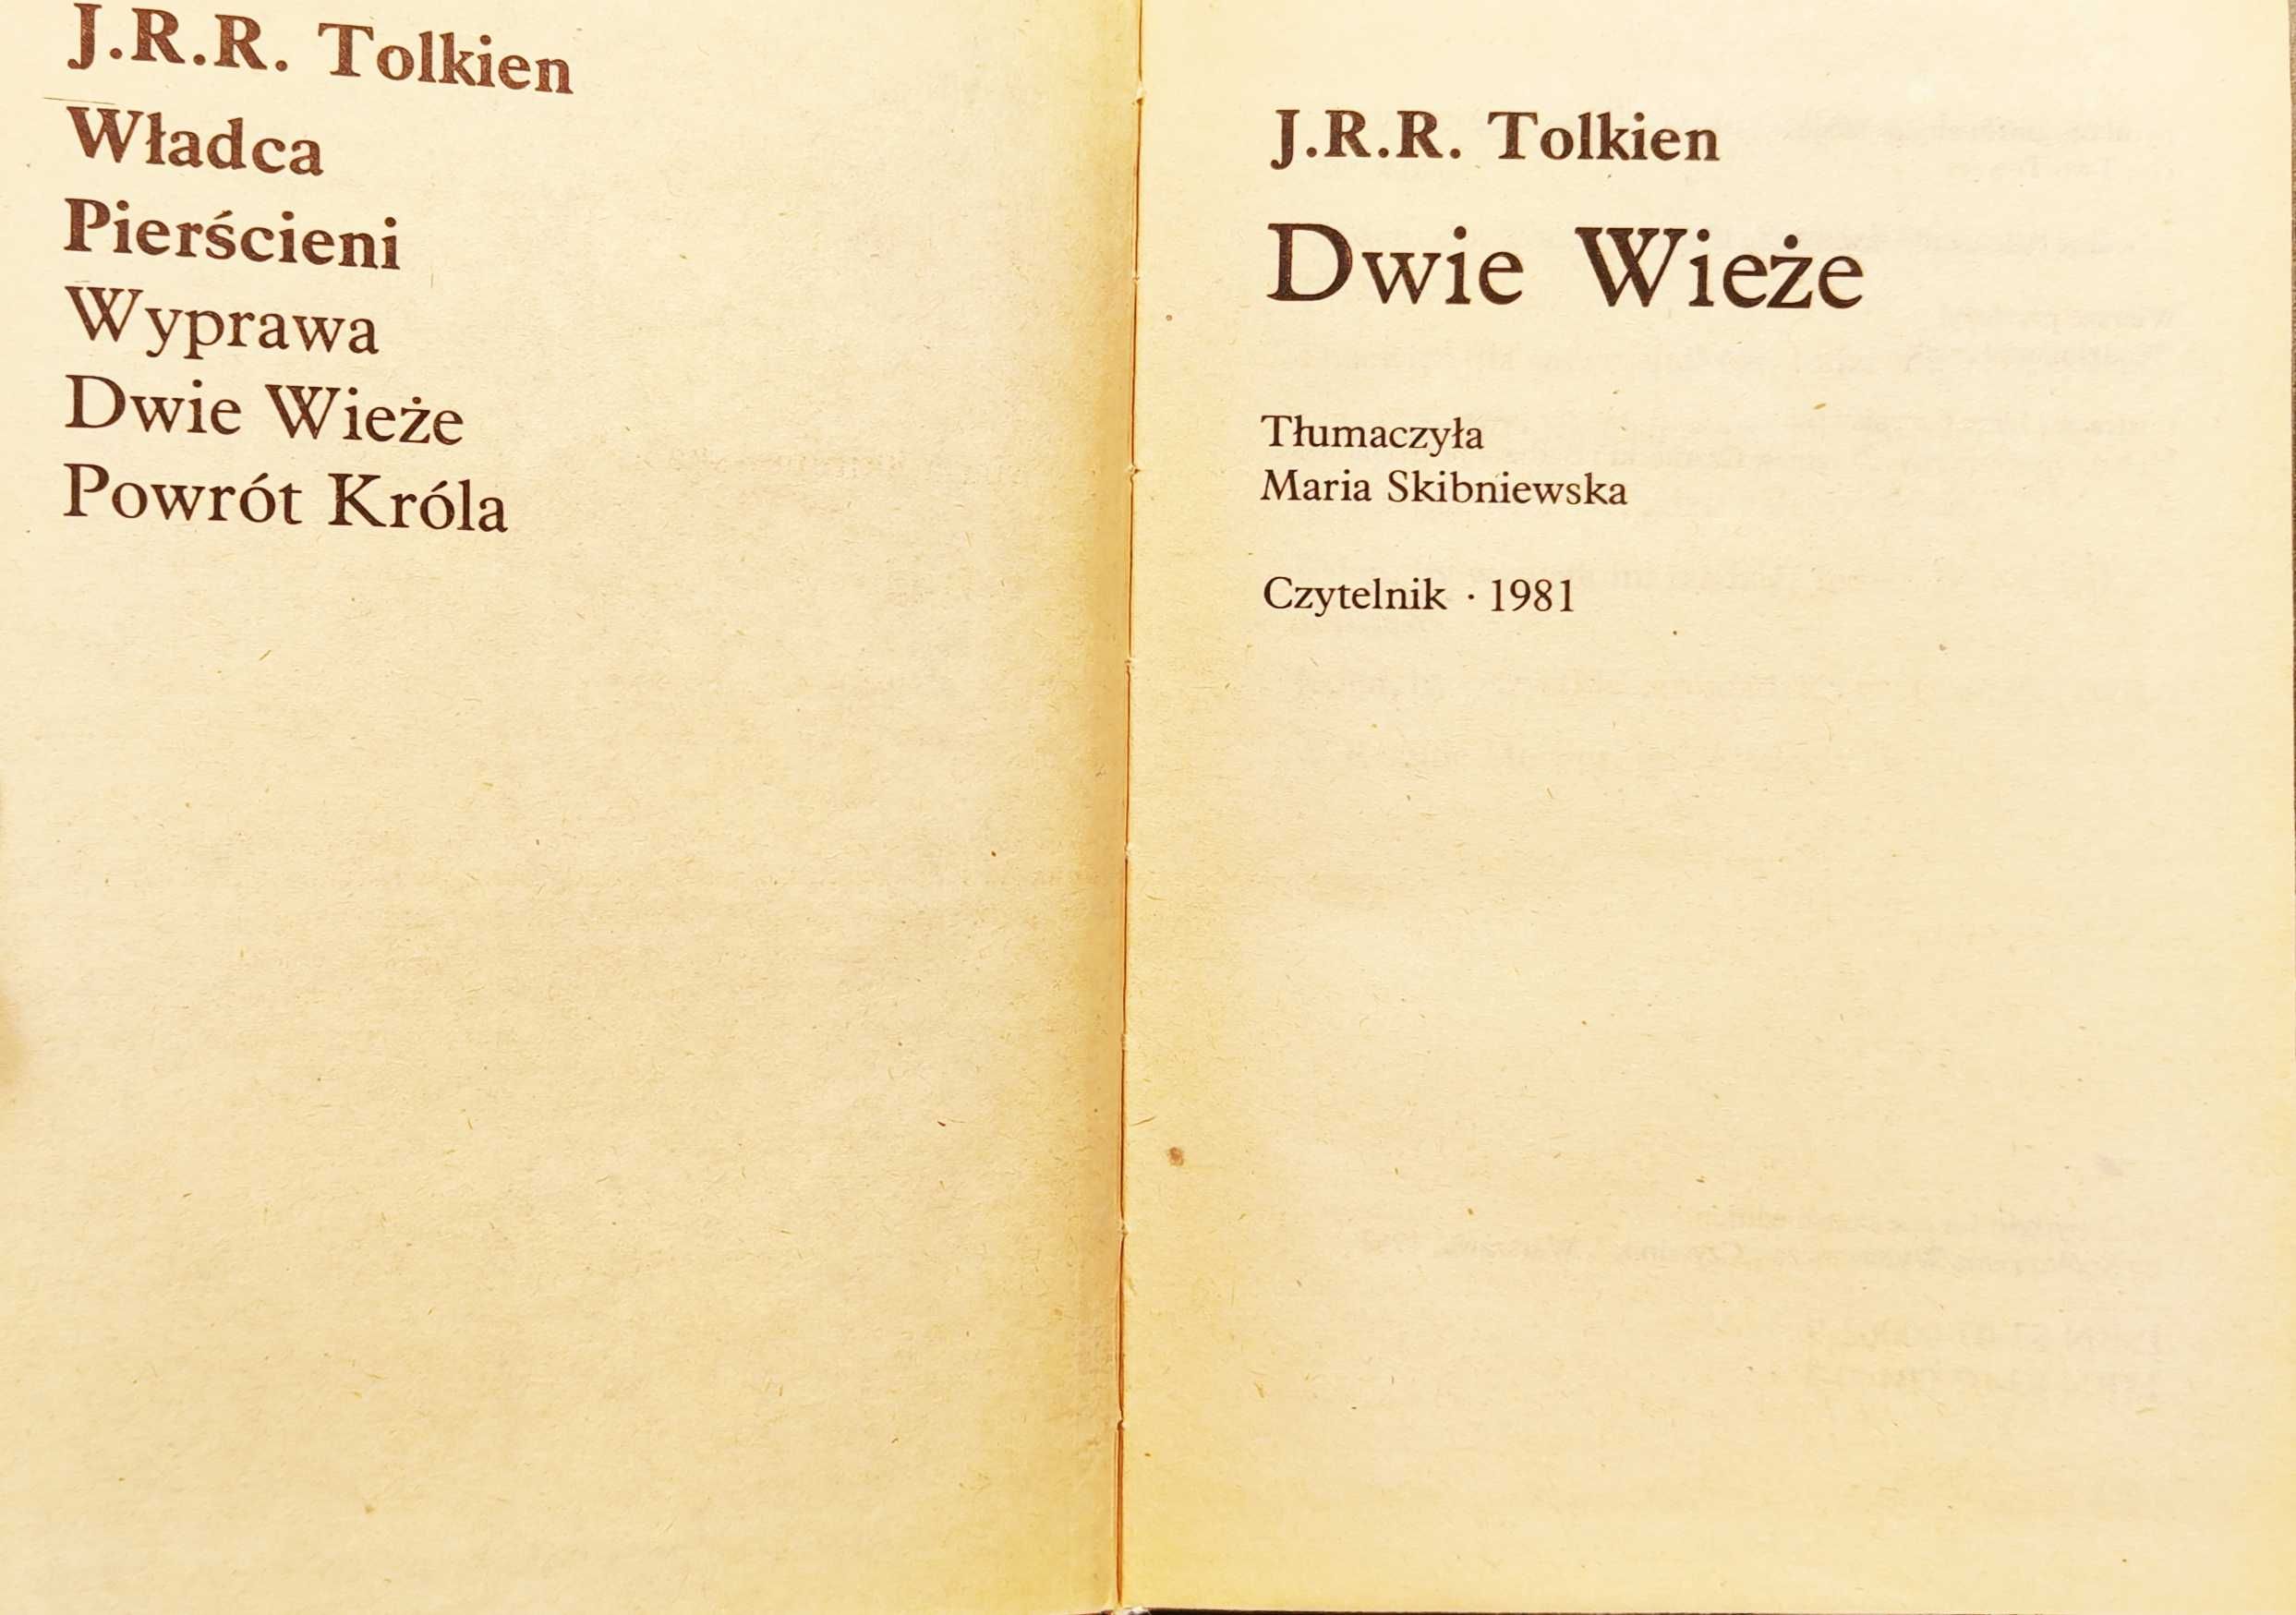 J.R.R. Tolkien
Władca
Pierścieni
Wyprawa
Dwie Wieże
Powrót Króla
J.R.R. Tolkien
Dwie Wieże
Tłumaczyła
Maria Skibniewska
Czytelnik · 1981